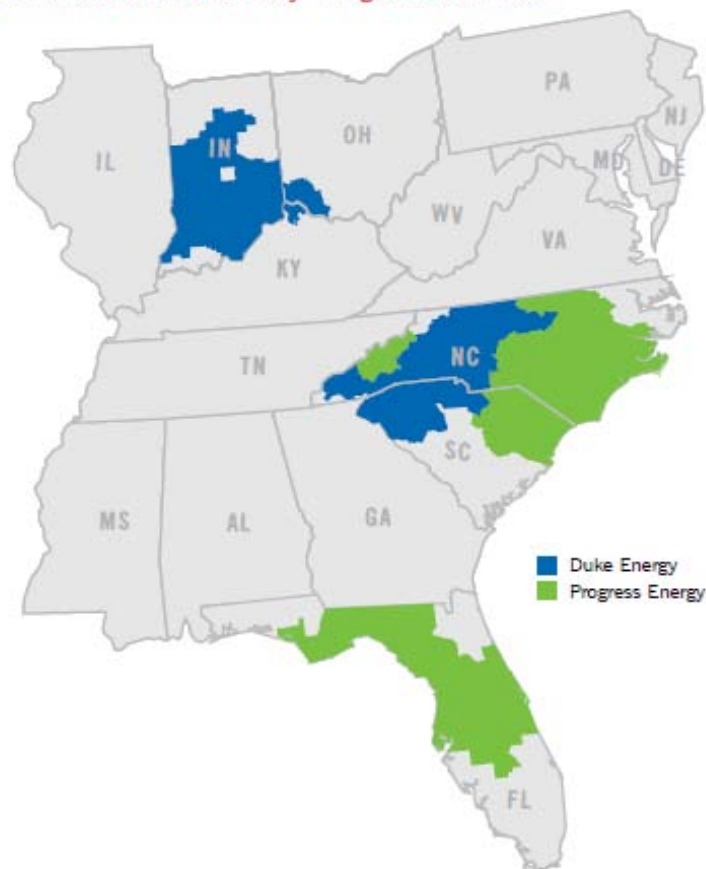 PA
NJ
OH
IL
IN
MD
DE
WV
VA
KY
NC
TN
SC
MS
AL
GA
Duke Energy
Progress Energy
FL